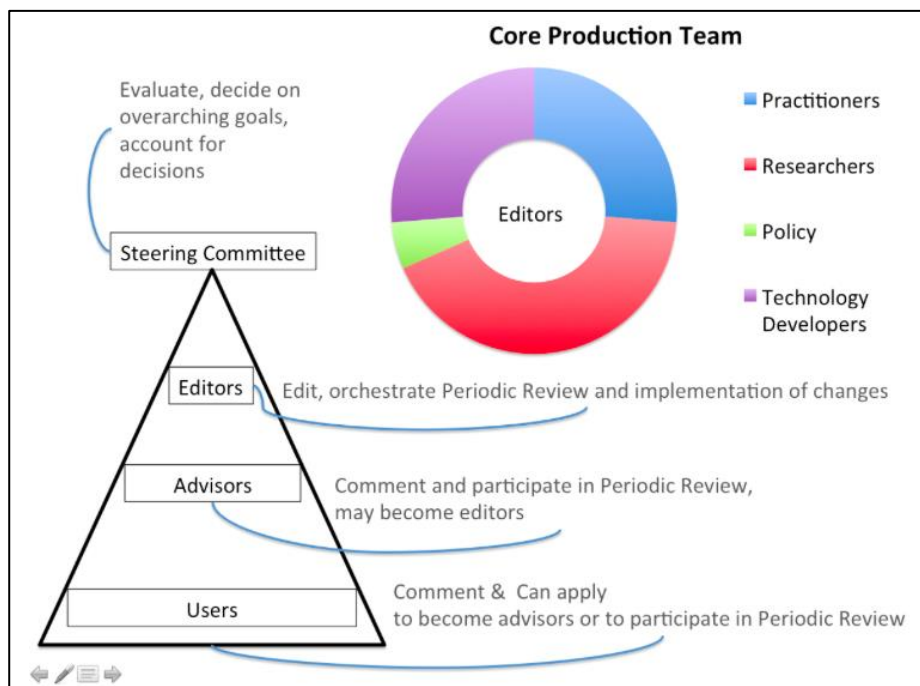 Core Production Team
Evaluate, decide on
overarching goals,
account for
decisions
Practitioners
Researchers
Editors
Policy
Technology
Developers
Steering Committee
Editors
Edit, orchestrate Periodic Review and implementation of changes
Advisors
Comment and participate in Periodic Review,
may become editors
Users
Comment & Can apply
to become advisors or to participate in Periodic Review